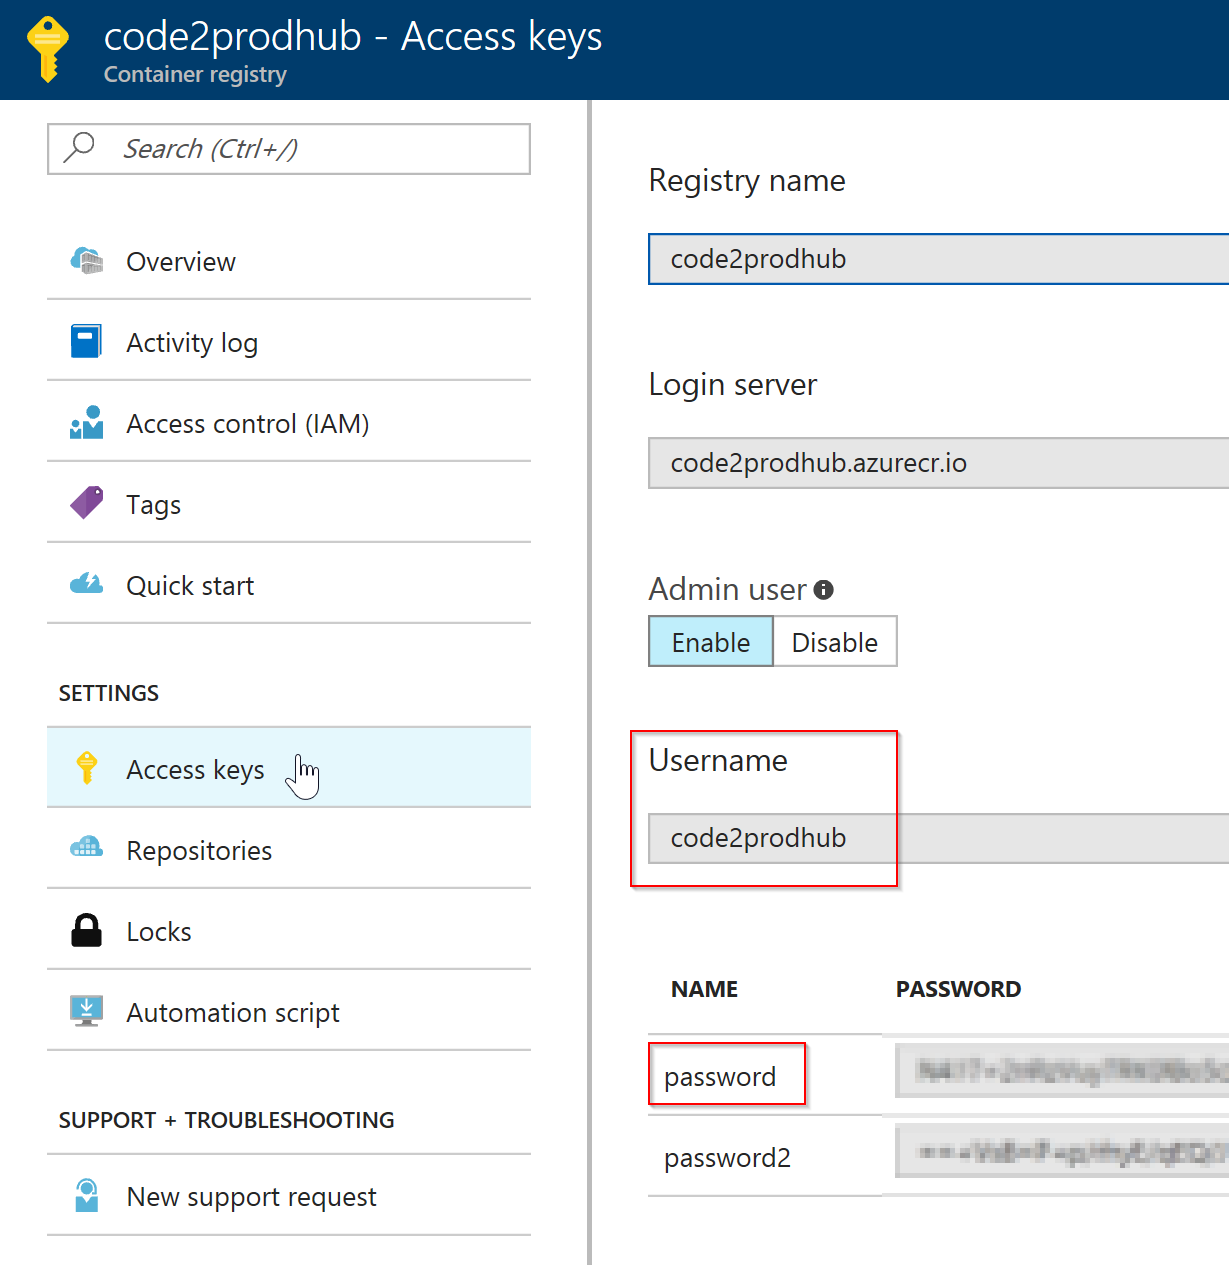 code2prodhub - Access keys
Container registry
Search (Ctrl+/)
Overview
Activity log
Access control (IAM)
Tags
Quick start
SETTINGS
Access keys
Repositories
Locks
Automation script
SUPPORT + TROUBLESHOOTING
New support request
Registry name
code2prodhub
Login server
code2prodhub.azurecr.io
Admin user
Enable Disable
Username
code2prodhub
NAME PASSWORD
password
password2